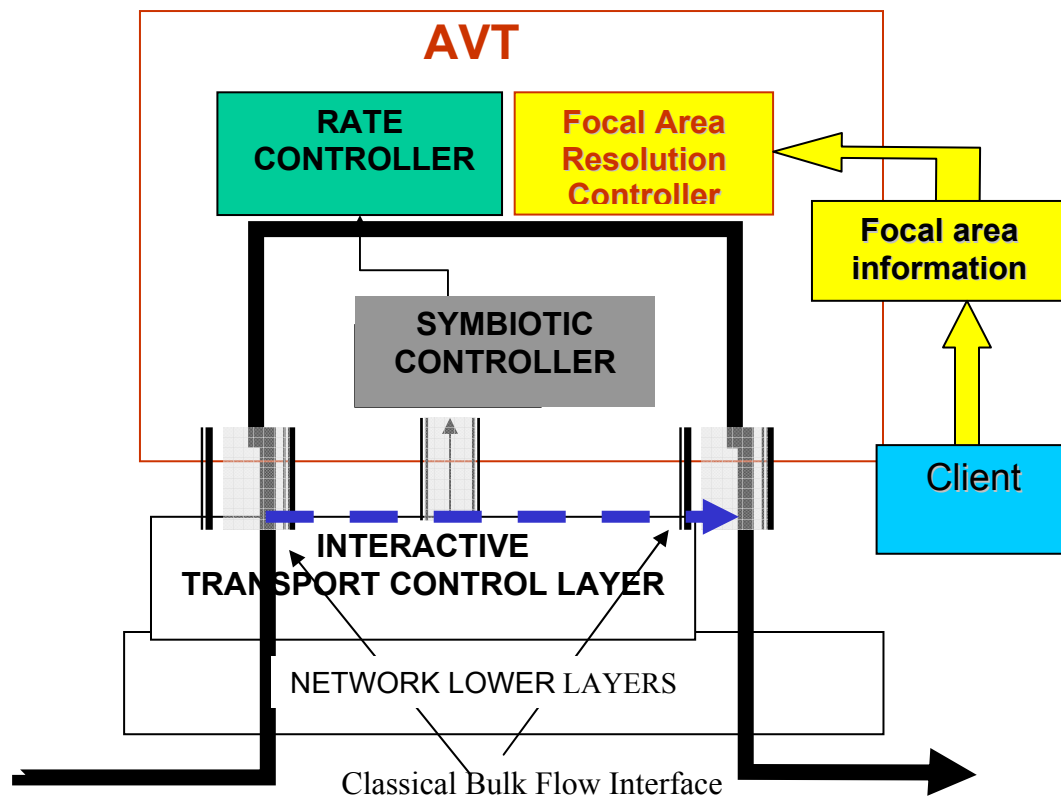 AVT
RATE
CONTROLLER
Focal Area
Resolution
Controller
Focal area
information
SYMBIOTIC
CONTROLLER
Client
INTERACTIVE
TRANSPORT CONTROL LAYER
NETWORK LOWER LAYERS
Classical Bulk Flow Interface